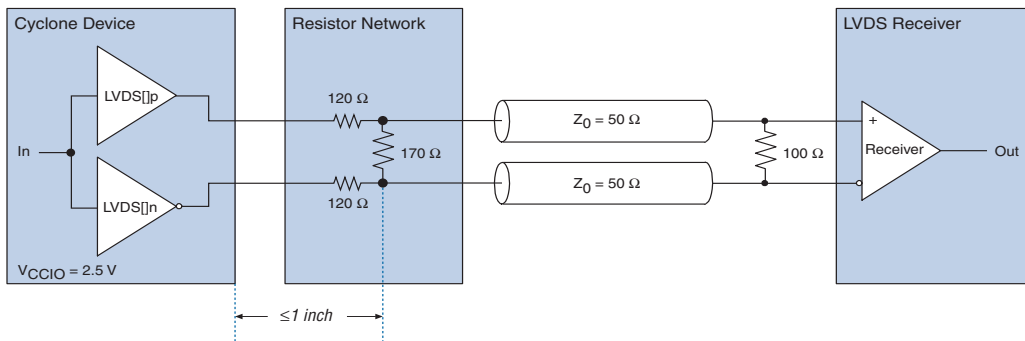 Cyclone Device
Resistor Network
LVDS Receiver
LVDS[]p
120 Ω
Z0 = 50 Ω
+
In
170 Ω
100 Ω
Receiver
Out
LVDS[]n
120 Ω
Z0 = 50 Ω
VCCIO = 2.5 V
≤1 inch